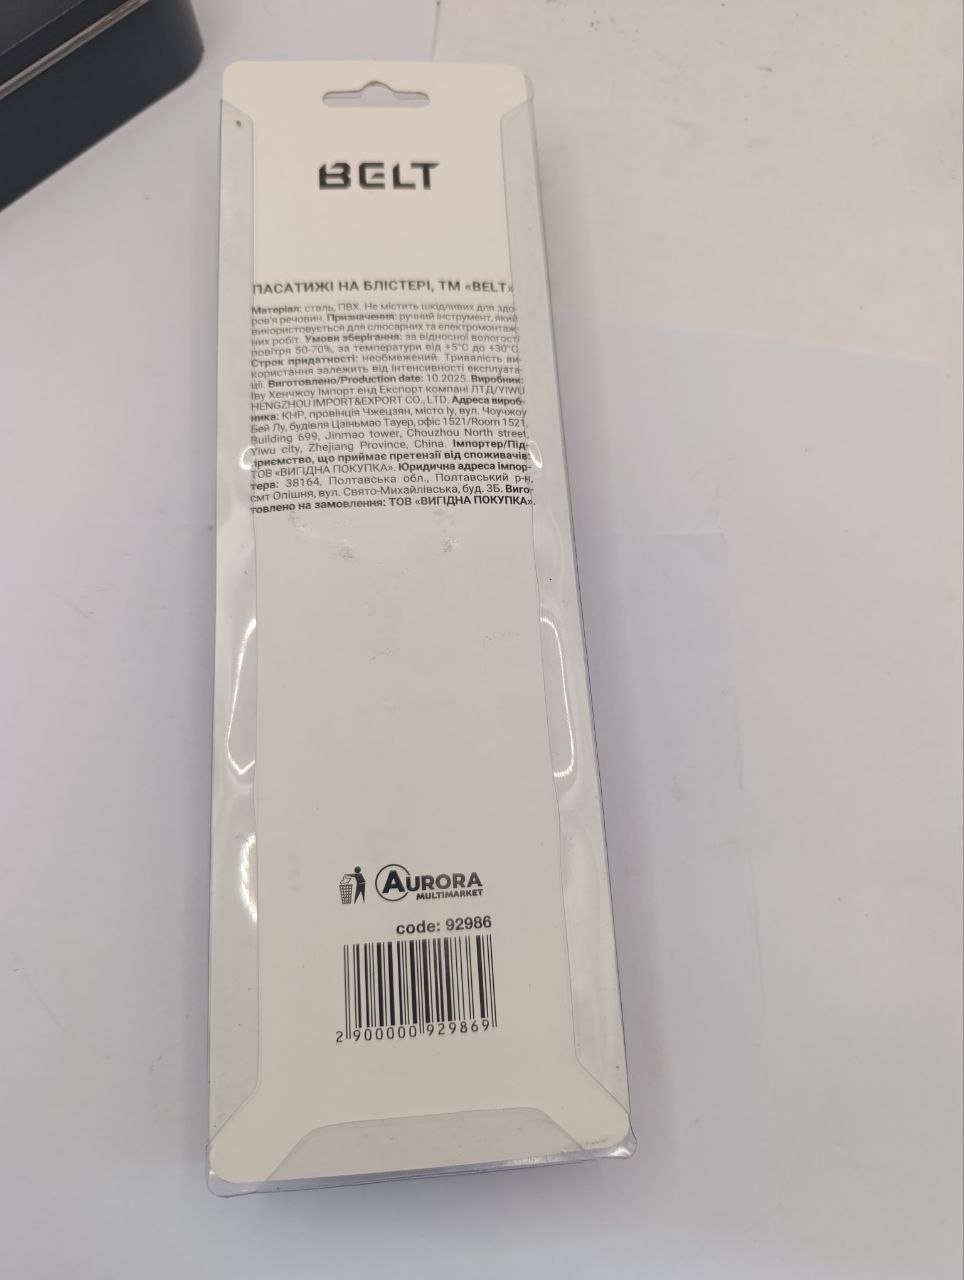 BELT
ПАСАТИЖІ НА БЛІСТЕРІ, ТМ «BELT»
Матеріал: сталь, ПВХ. Не містить шкідливих для здо-
ров'я речовин. Призначення: ручний інструмент, який
використовується для слюсарних та електромонтаж-
них робіт. Умови зберігання: за відносної вологості
повітря 50-70%, за температури від +5°С до +30°С.
Строк придатності: необмежений. Тривалість ви-
користання залежить від інтенсивності експлуата-
ції. Виготовлено/Production date: 10.2025. Виробник:
Іву Хенчжоу Імпорт енд Експорт компані ЛТД/YIWU
HENGZHOU IMPORT&EXPORT CO., LTD. Адреса вироб-
ника: КНР, провінція Чжецзян, місто Іу, вул. Чоучжоу
Бей Лу, будівля Цзіньмао Тауер, офіс 1521/Room 1521,
Building 699, Jinmao tower, Chouzhou North street,
Yiwu city, Zhejiang Province, China. Імпортер/Під-
приємство, що приймає претензії від споживачів:
ТОВ «ВИГІДНА ПОКУПКА». Юридична адреса імпор-
тера: 38164, Полтавська обл., Полтавський р-н,
смт Опішня, вул. Свято-Михайлівська, буд. 3Б. Виго-
товлено на замовлення: ТОВ «ВИГІДНА ПОКУПКА».
AURORA
MULTIMARKET
code: 92986
2 900000 929869